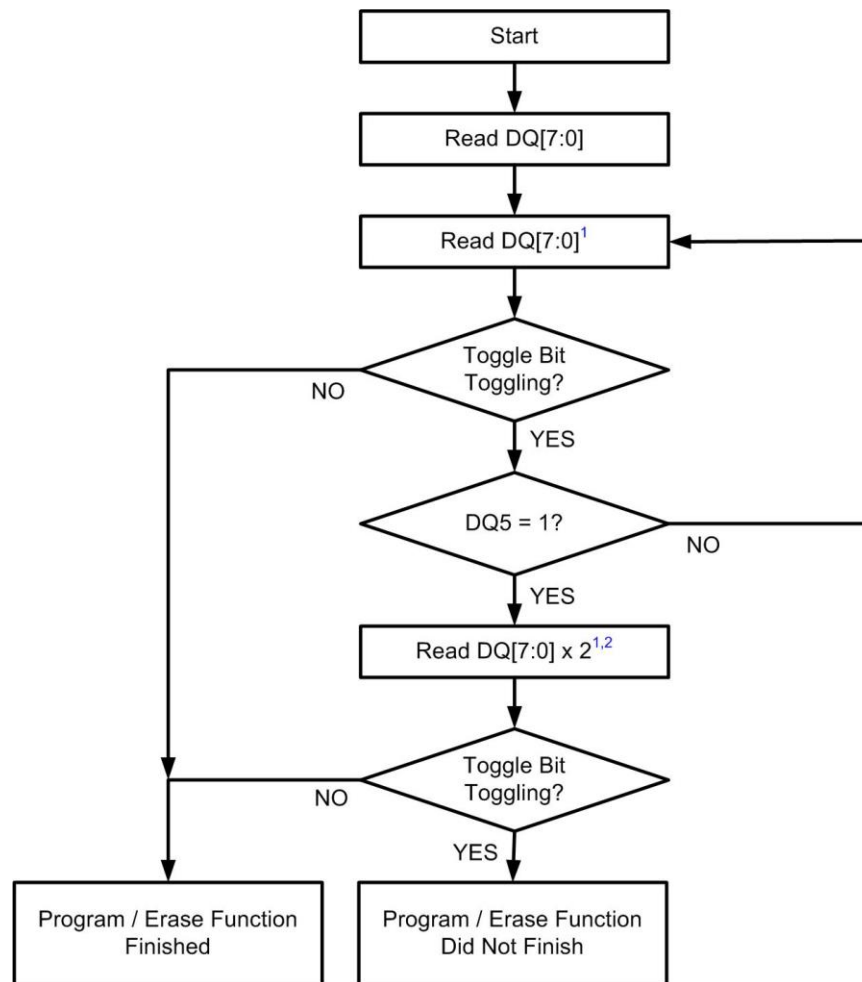 Start
Read DQ[7:0]
Read DQ[7:0]1
Toggle Bit
Toggling?
NO
YES
DQ5 = 1?
NO
YES
Read DQ[7:0] x 21,2
Toggle Bit
Toggling?
NO
YES
Program / Erase Function
Finished
Program / Erase Function
Did Not Finish